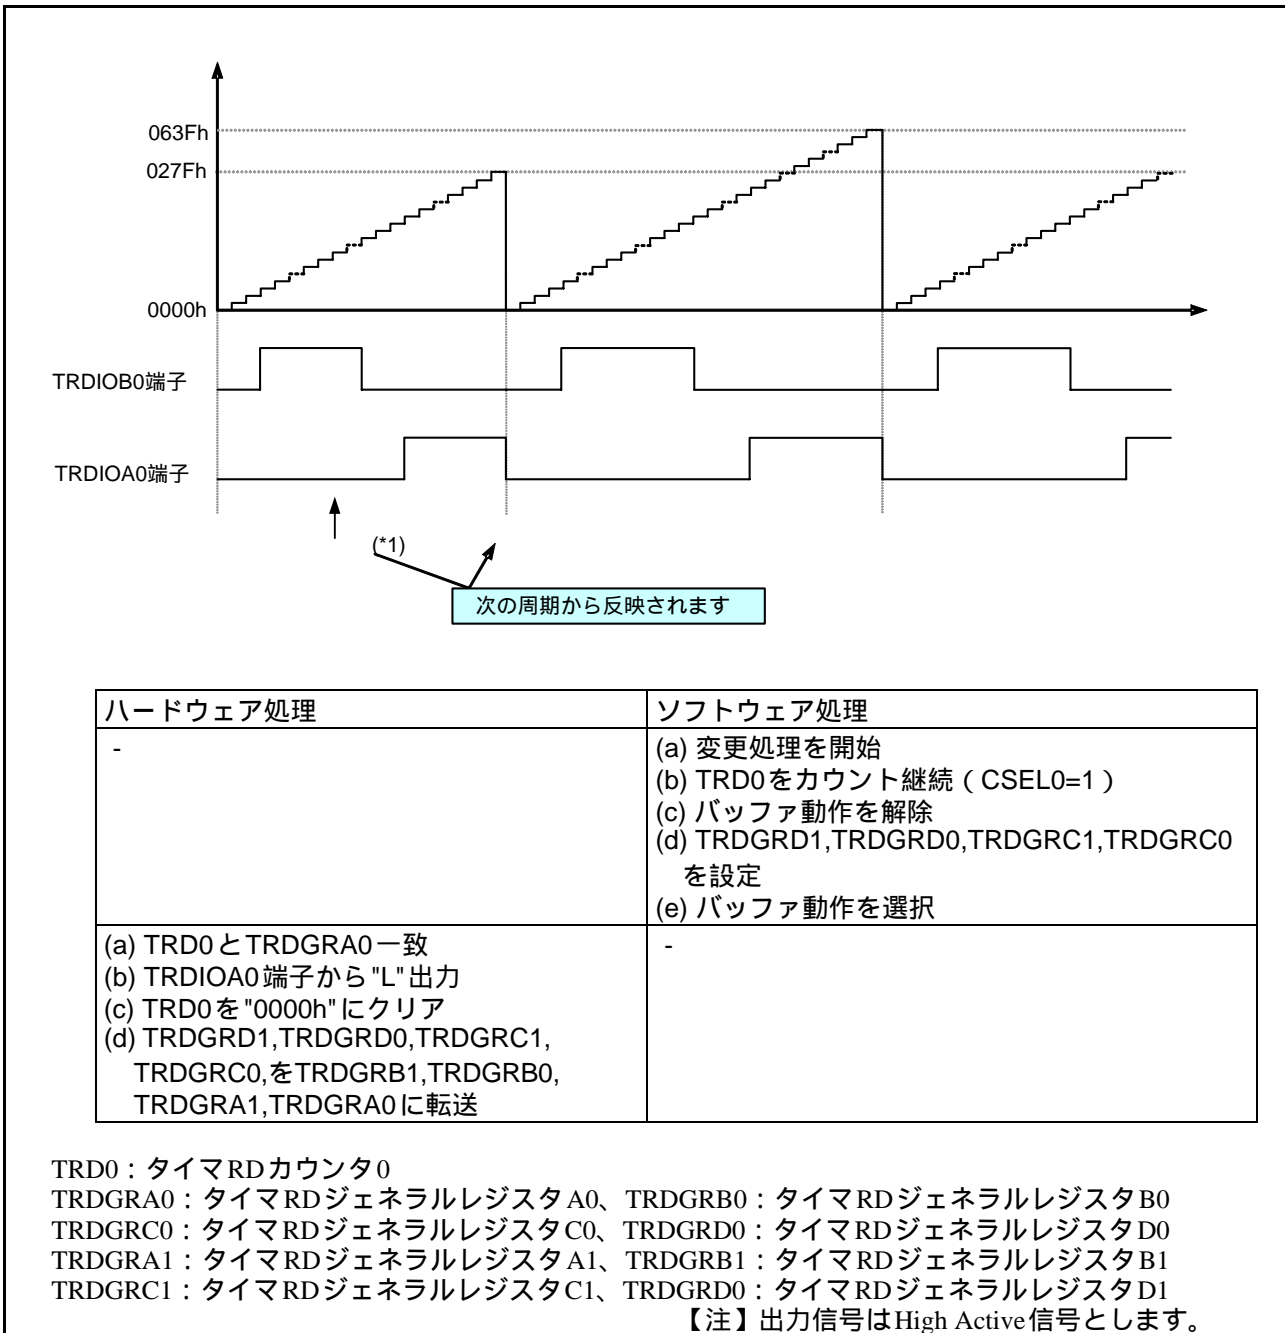 063Fh
027Fh
0000h
TRDIOB0端子
TRDIOA0端子
(*1)
次の周期から反映されます
ハードウェア処理
ソフトウェア処理
-
(a) 変更処理を開始
(b) TRD0をカウント継続(CSEL0=1)
(c) バッファ動作を解除
(d) TRDGRD1,TRDGRD0,TRDGRC1,TRDGRC0
を設定
(e) バッファ動作を選択
(a) TRD0とTRDGRA0一致
(b) TRDIOA0端子から"L"出力
(c) TRD0を"0000h"にクリア
(d) TRDGRD1,TRDGRD0,TRDGRC1,
TRDGRC0,をTRDGRB1,TRDGRB0,
TRDGRA1,TRDGRA0に転送
-
TRD0:タイマRDカウンタ0
TRDGRA0:タイマRDジェネラルレジスタA0、TRDGRB0:タイマRDジェネラルレジスタB0
TRDGRC0:タイマRDジェネラルレジスタC0、TRDGRD0:タイマRDジェネラルレジスタD0
TRDGRA1:タイマRDジェネラルレジスタA1、TRDGRB1:タイマRDジェネラルレジスタB1
TRDGRC1:タイマRDジェネラルレジスタC1、TRDGRD0:タイマRDジェネラルレジスタD1
【注】出力信号はHigh Active信号とします。